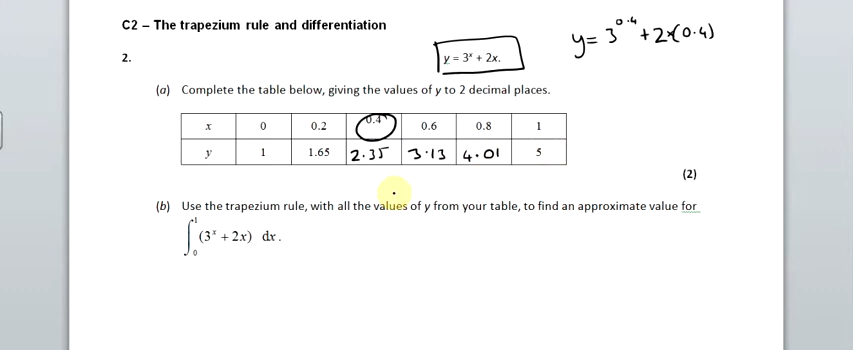 C2 – The trapezium rule and differentiation
y = 3^0.4 + 2×(0.4)
2.
y = 3ˣ + 2x.
(a) Complete the table below, giving the values of y to 2 decimal places.
x 0 0.2 0.4 0.6 0.8 1
y 1 1.65 2.35 3.13 4.01 5
(2)
(b) Use the trapezium rule, with all the values of y from your table, to find an approximate value for
∫₀¹ (3ˣ + 2x) dx.